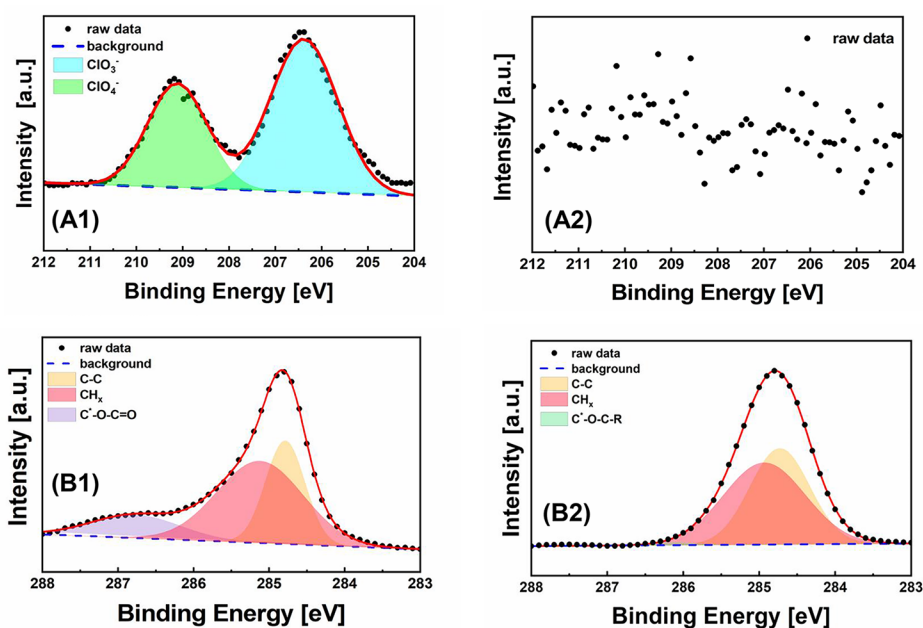 raw data
background
ClO₃⁻
ClO₄⁻
Intensity [a.u.]
(A1)
212 211 210 209 208 207 206 205 204
Binding Energy [eV]
raw data
Intensity [a.u.]
(A2)
212 211 210 209 208 207 206 205 204
Binding Energy [eV]
raw data
background
C-C
CHₓ
C*-O-C=O
Intensity [a.u.]
(B1)
288 287 286 285 284 283
Binding Energy [eV]
raw data
background
C-C
CHₓ
C*-O-C-R
Intensity [a.u.]
(B2)
288 287 286 285 284 283
Binding Energy [eV]